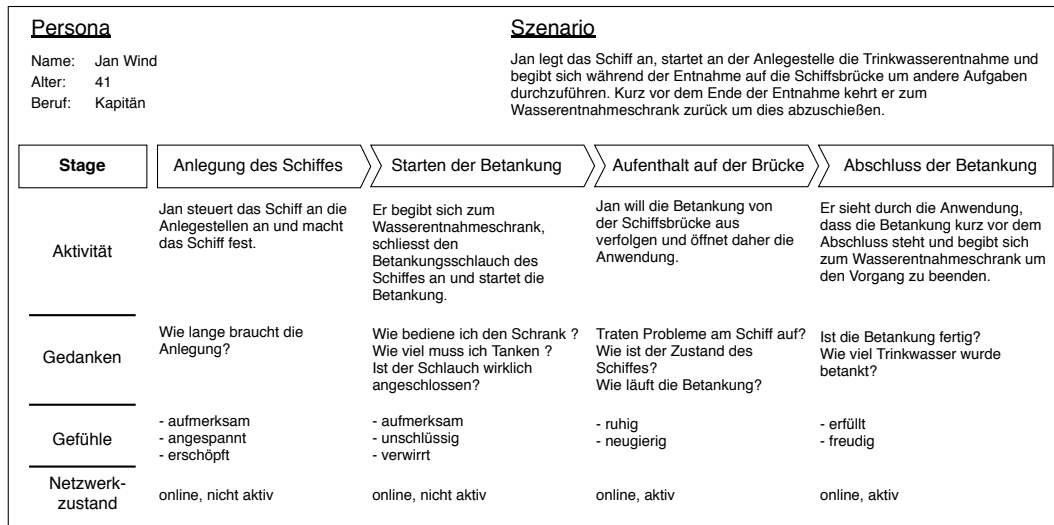 Persona
Name: Jan Wind
Alter: 41
Beruf: Kapitän
Szenario
Jan legt das Schiff an, startet an der Anlegestelle die Trinkwasserentnahme und
begibt sich während der Entnahme auf die Schiffsbrücke um andere Aufgaben
durchzuführen. Kurz vor dem Ende der Entnahme kehrt er zum
Wasserentnahmeschrank zurück um dies abzuschießen.
Stage
Anlegung des Schiffes
Starten der Betankung
Aufenthalt auf der Brücke
Abschluss der Betankung
Aktivität
Jan steuert das Schiff an die
Anlegestellen an und macht
das Schiff fest.
Er begibt sich zum
Wasserentnahmeschrank,
schliesst den
Betankungsschlauch des
Schiffes an und startet die
Betankung.
Jan will die Betankung von
der Schiffsbrücke aus
verfolgen und öffnet daher die
Anwendung.
Er sieht durch die Anwendung,
dass die Betankung kurz vor dem
Abschluss steht und begibt sich
zum Wasserentnahmeschrank um
den Vorgang zu beenden.
Gedanken
Wie lange braucht die
Anlegung?
Wie bediene ich den Schrank ?
Wie viel muss ich Tanken ?
Ist der Schlauch wirklich
angeschlossen?
Traten Probleme am Schiff auf?
Wie ist der Zustand des
Schiffes?
Wie läuft die Betankung?
Ist die Betankung fertig?
Wie viel Trinkwasser wurde
betankt?
Gefühle
- aufmerksam
- angespannt
- erschöpft
- aufmerksam
- unschlüssig
- verwirrt
- ruhig
- neugierig
- erfüllt
- freudig
Netzwerk-
zustand
online, nicht aktiv
online, nicht aktiv
online, aktiv
online, aktiv